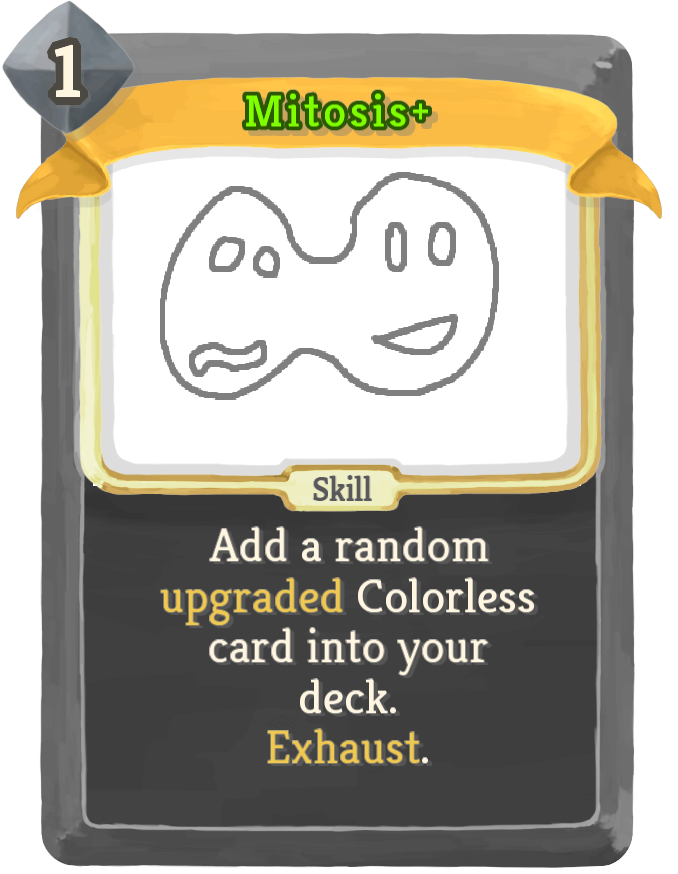 1
Mitosis+
Skill
Add a random
upgraded Colorless
card into your
deck.
Exhaust.